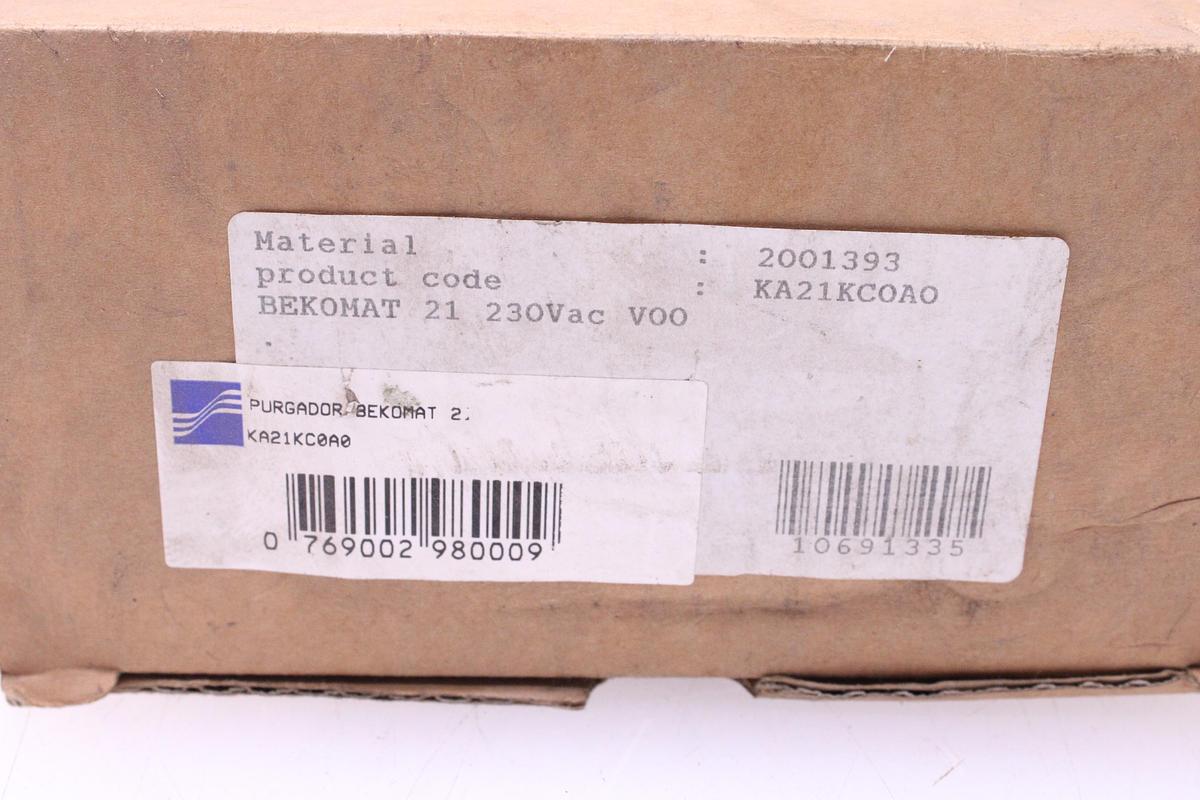 Material : 2001393
product code : KA21KC0A0
BEKOMAT 21 230Vac V00
.
PURGADOR BEKOMAT 2.
KA21KC0A0
0 769002 980009
10691335